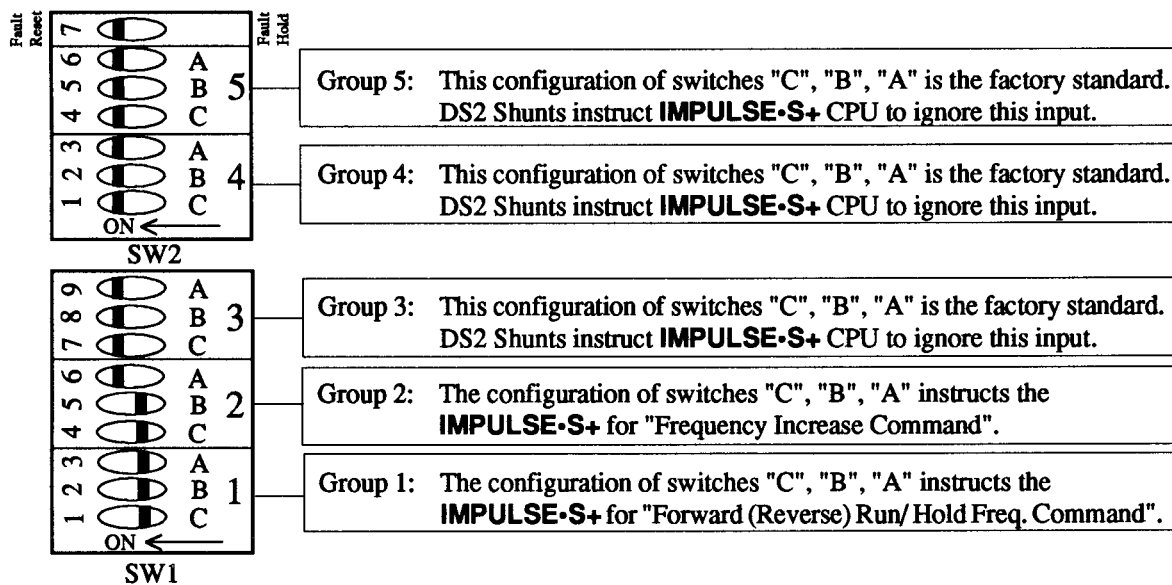 Fault
Reset
7
Fault
Hold
6 A
5 B 5
4 C
3 A
2 B 4
1 C
ON
SW2
Group 5: This configuration of switches "C", "B", "A" is the factory standard.
DS2 Shunts instruct IMPULSE•S+ CPU to ignore this input.
Group 4: This configuration of switches "C", "B", "A" is the factory standard.
DS2 Shunts instruct IMPULSE•S+ CPU to ignore this input.
9 A
8 B 3
7 C
6 A
5 B 2
4 C
3 A
2 B 1
1 C
ON
SW1
Group 3: This configuration of switches "C", "B", "A" is the factory standard.
DS2 Shunts instruct IMPULSE•S+ CPU to ignore this input.
Group 2: The configuration of switches "C", "B", "A" instructs the
IMPULSE•S+ for "Frequency Increase Command".
Group 1: The configuration of switches "C", "B", "A" instructs the
IMPULSE•S+ for "Forward (Reverse) Run/ Hold Freq. Command".